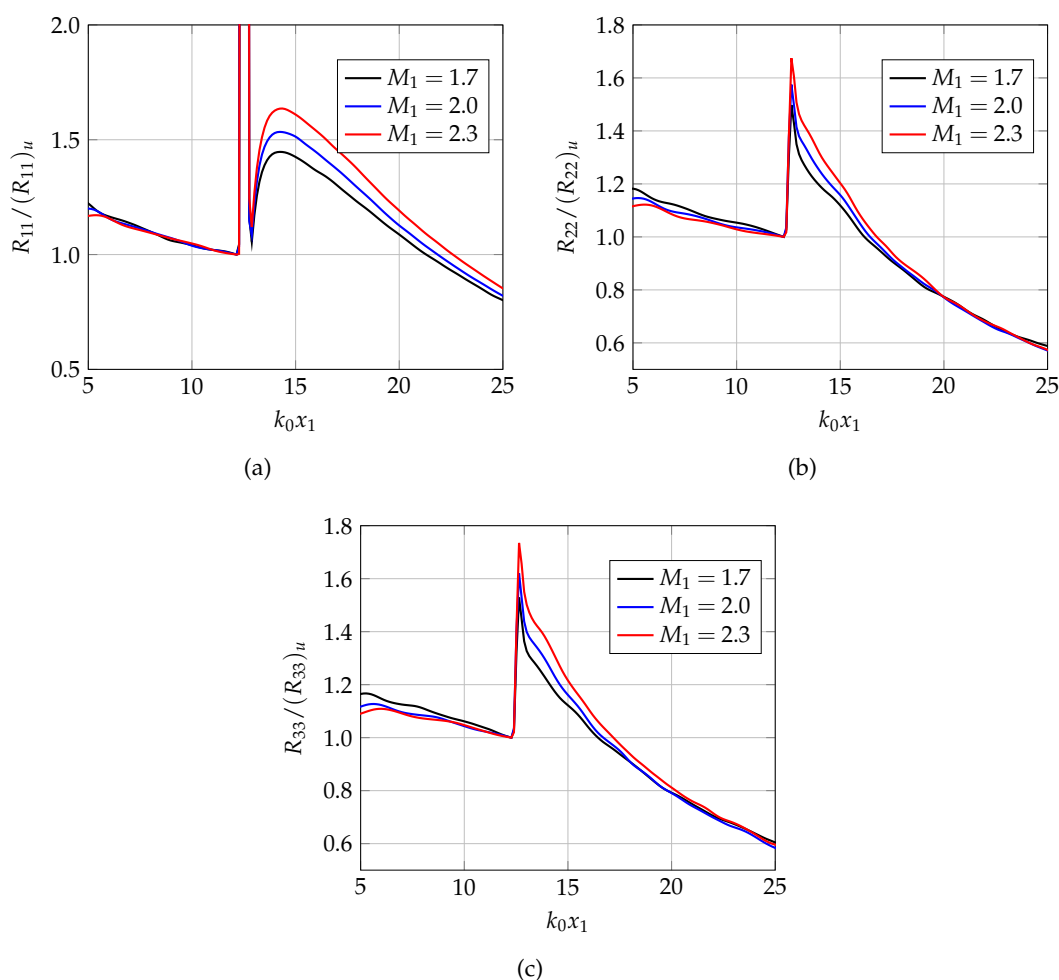 2.0
1.5
1.0
0.5
5
10
15
20
25
R₁₁/(R₁₁)ᵤ
k₀x₁
M₁ = 1.7
M₁ = 2.0
M₁ = 2.3
(a)
1.8
1.6
1.4
1.2
1.0
0.8
0.6
5
10
15
20
25
R₂₂/(R₂₂)ᵤ
k₀x₁
M₁ = 1.7
M₁ = 2.0
M₁ = 2.3
(b)
1.8
1.6
1.4
1.2
1.0
0.8
0.6
5
10
15
20
25
R₃₃/(R₃₃)ᵤ
k₀x₁
M₁ = 1.7
M₁ = 2.0
M₁ = 2.3
(c)